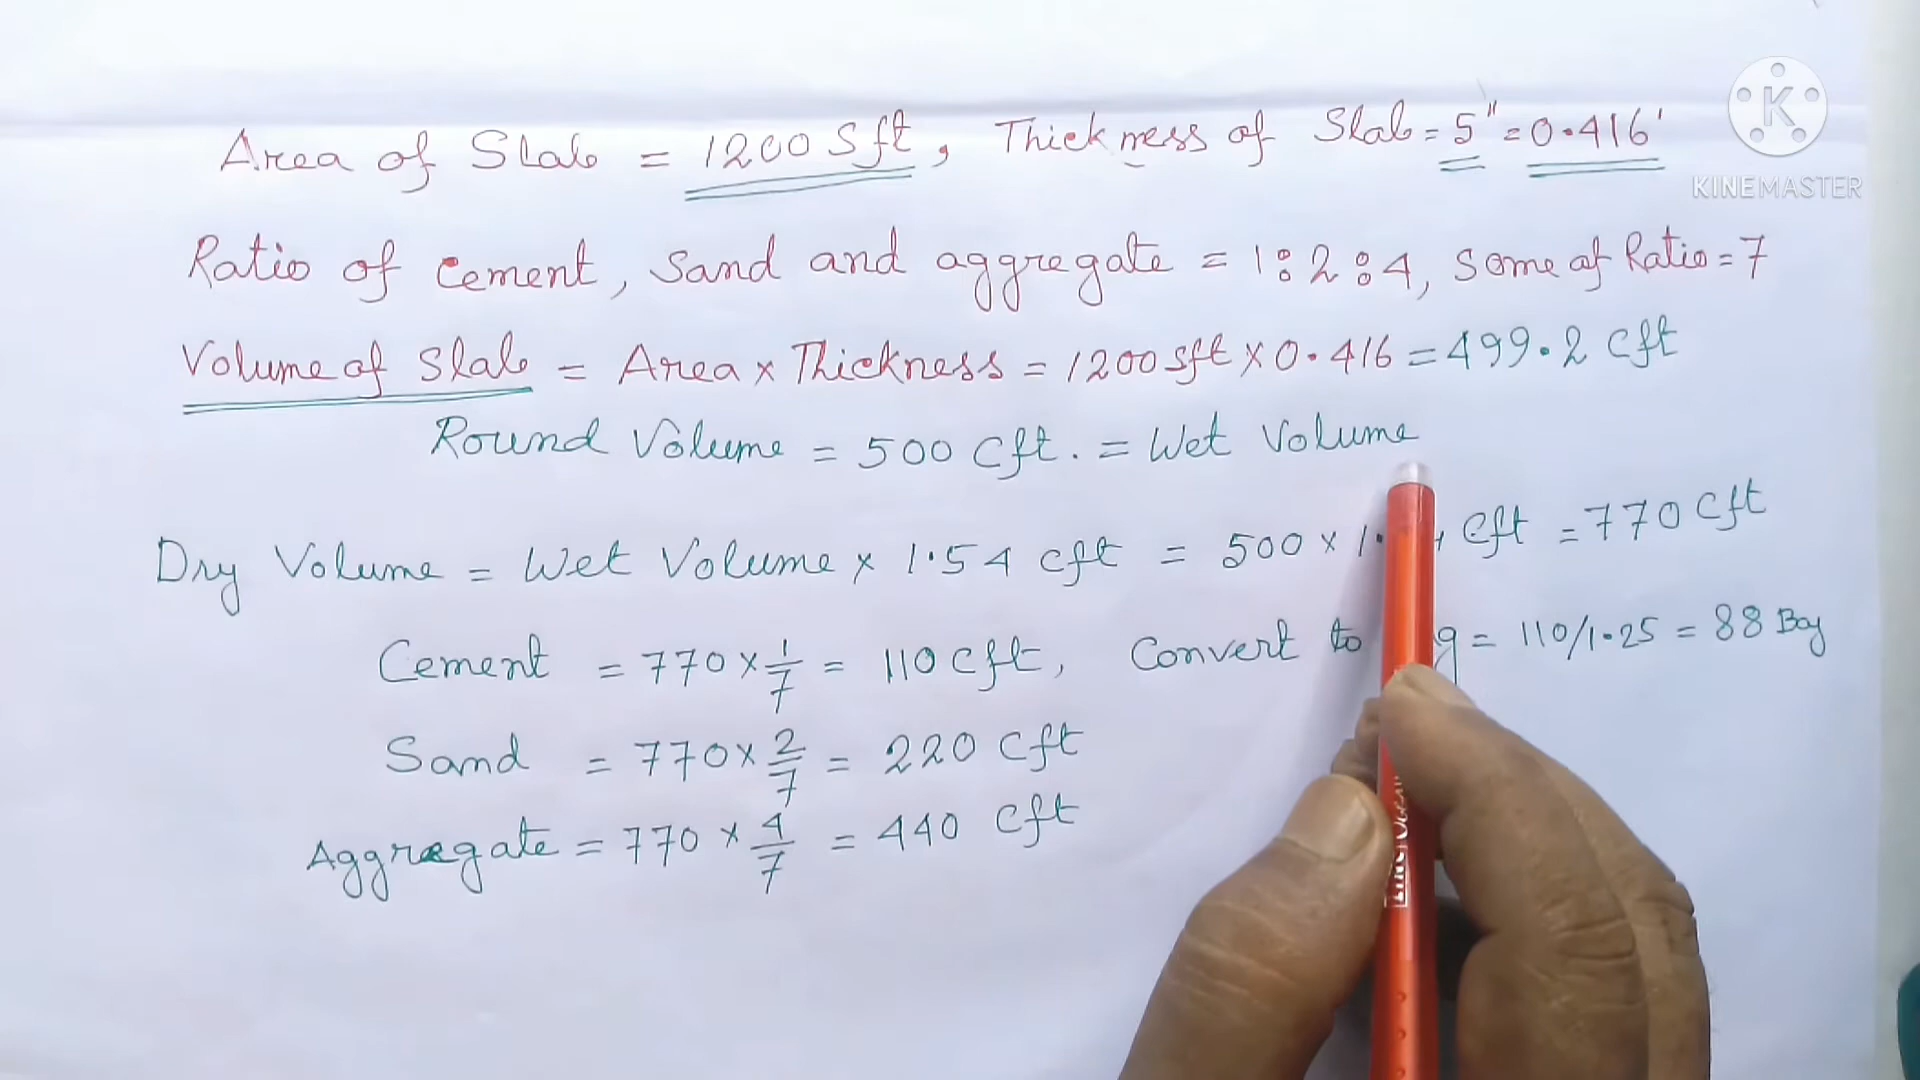 Area of Slab = 1200 Sft, Thickness of Slab = 5" = 0.416'
KINEMASTER
Ratio of cement, sand and aggregate = 1:2:4, Some of Ratio = 7
Volume of Slab = Area x Thickness = 1200 sft x 0.416 = 499.2 cft
Round Volume = 500 cft. = Wet Volume
Dry Volume = Wet Volume x 1.54 cft = 500 x 1. cft = 770 cft
Cement = 770 x 1/7 = 110 cft, Convert to g = 110/1.25 = 88 Bag
Sand = 770 x 2/7 = 220 cft
Aggregate = 770 x 4/7 = 440 cft